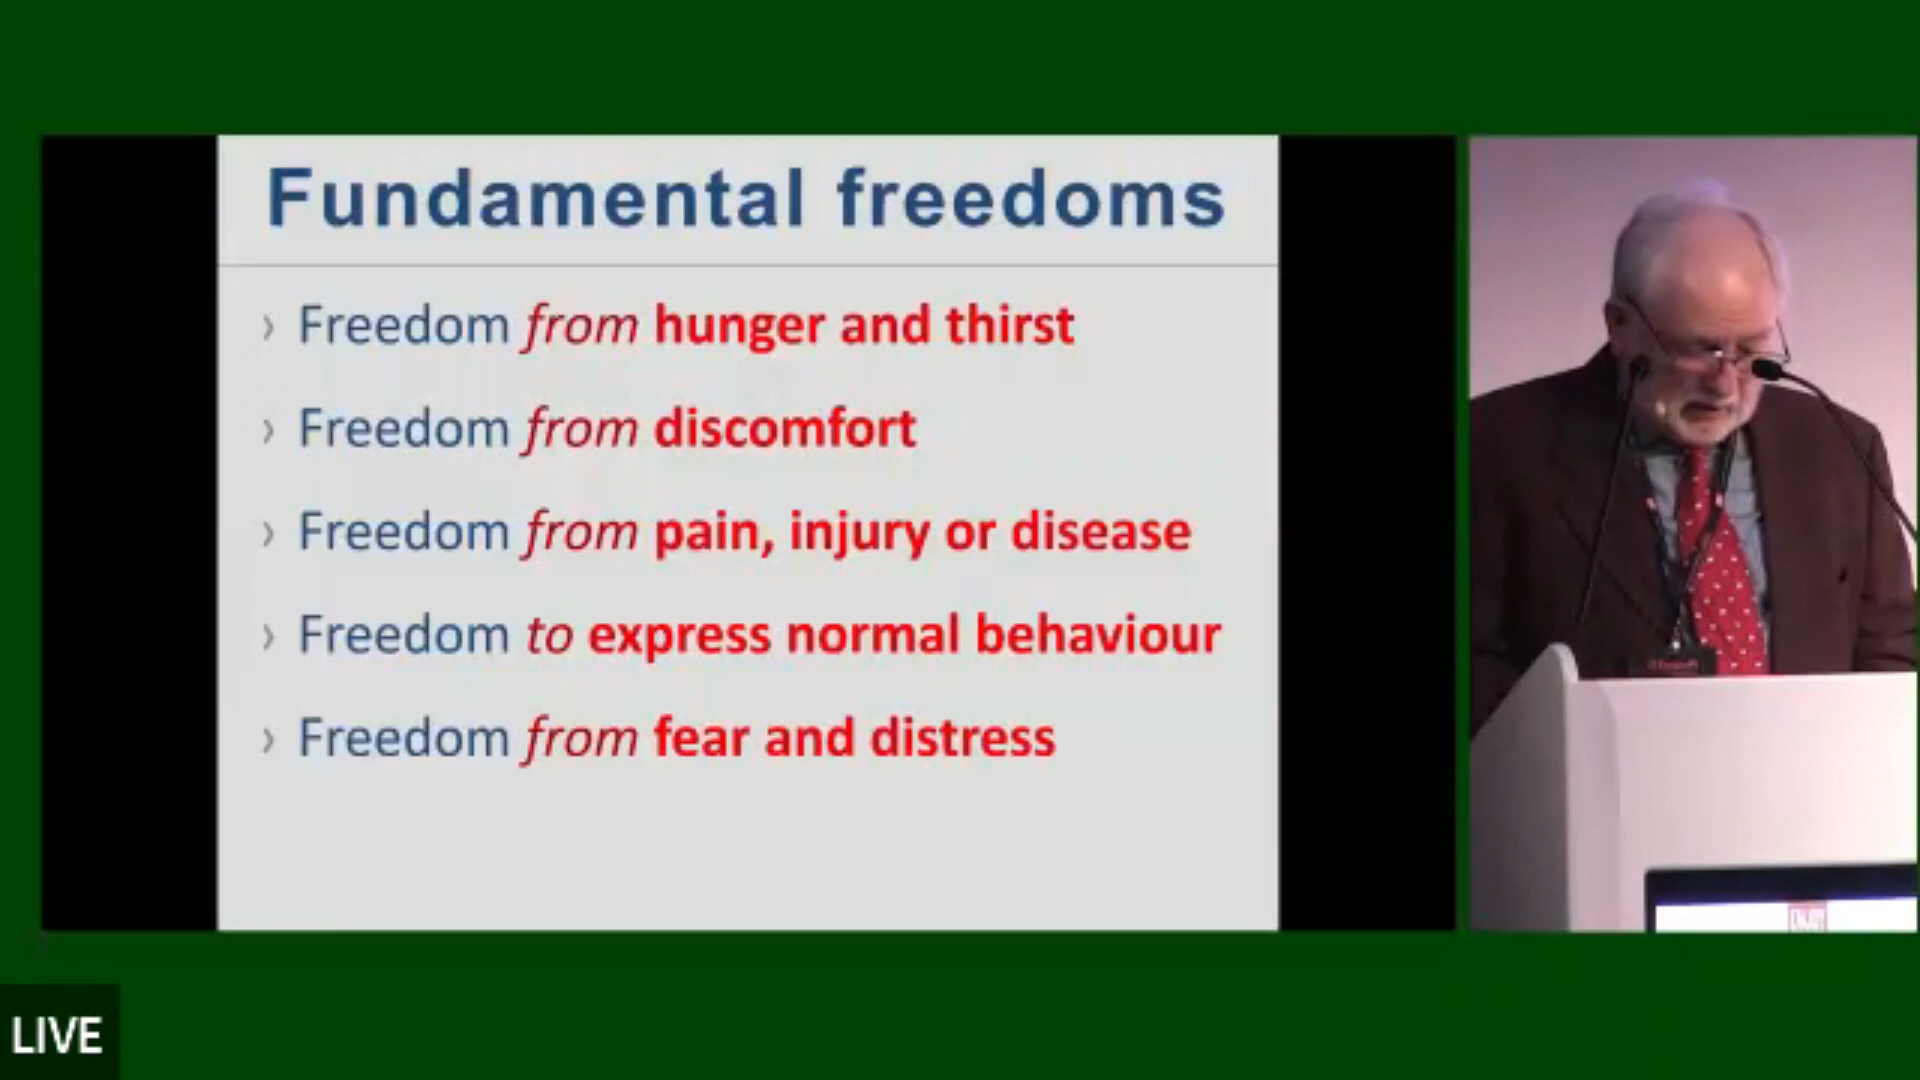 Fundamental freedoms
› Freedom from hunger and thirst
› Freedom from discomfort
› Freedom from pain, injury or disease
› Freedom to express normal behaviour
› Freedom from fear and distress
LIVE